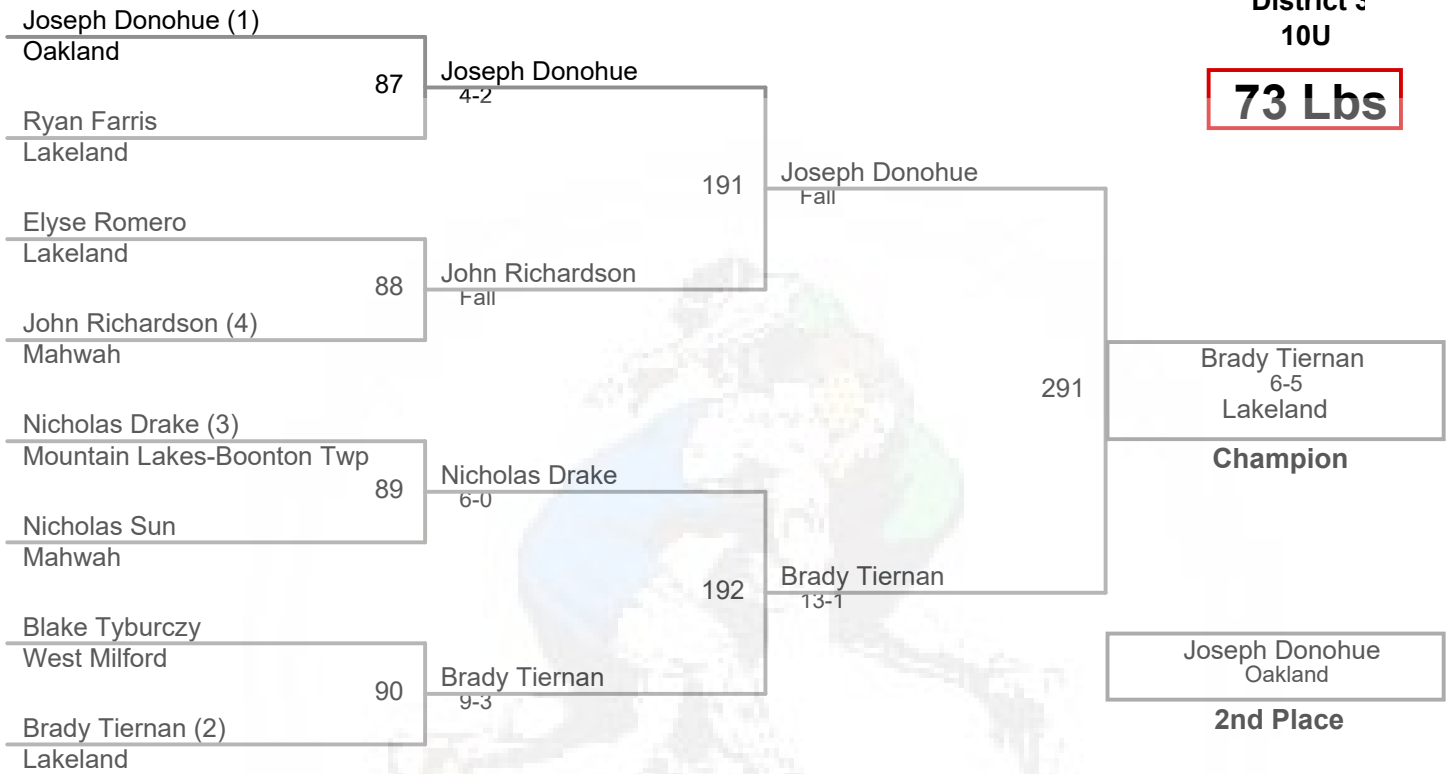 Joseph Donohue (1)
Oakland
87
Ryan Farris
Lakeland
Elyse Romero
Lakeland
88
John Richardson (4)
Mahwah
Nicholas Drake (3)
Mountain Lakes-Boonton Twp
89
Nicholas Sun
Mahwah
Blake Tyburczy
West Milford
90
Brady Tiernan (2)
Lakeland
Joseph Donohue
4-2
191
John Richardson
Fall
Nicholas Drake
6-0
192
Brady Tiernan
9-3
Joseph Donohue
Fall
291
Brady Tiernan
13-1
District
10U
73 Lbs
Brady Tiernan
6-5
Lakeland
Champion
Joseph Donohue
Oakland
2nd Place